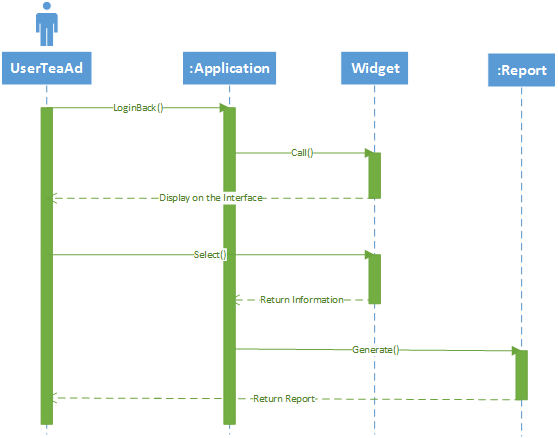 UserTeaAd
:Application
Widget
:Report
LoginBack()
Call()
Display on the Interface
Select()
Return Information
Generate()
Return Report